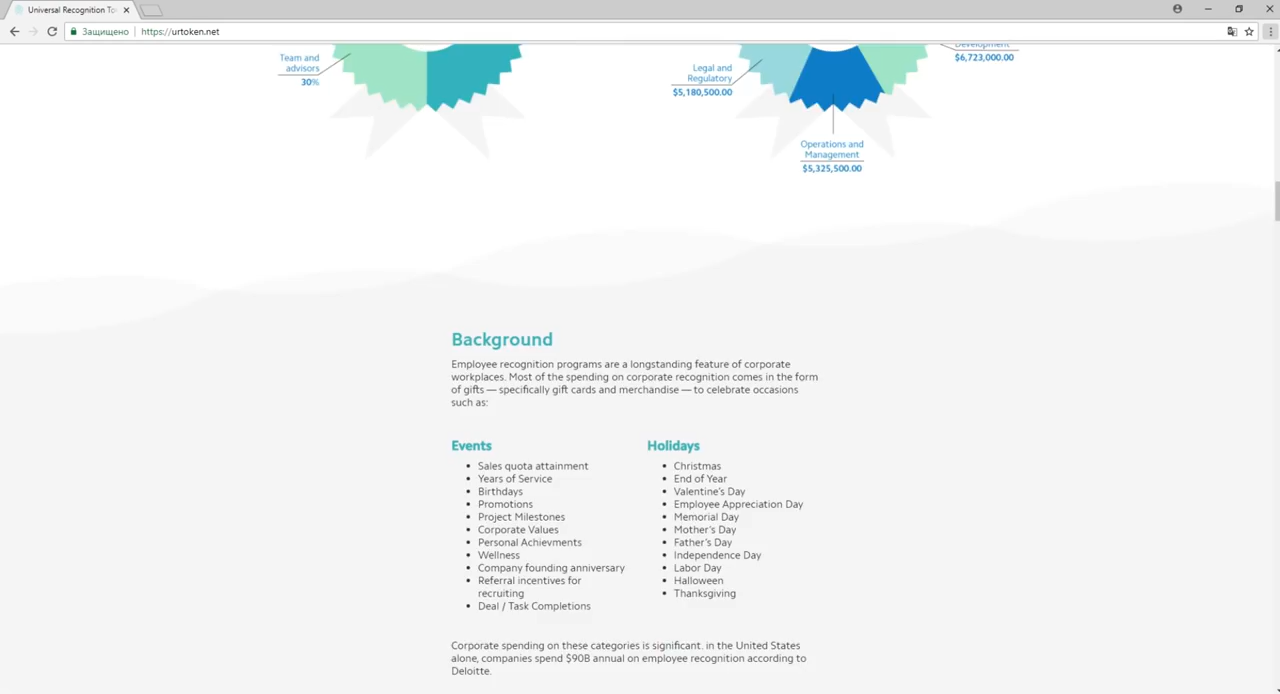 Universal Recognition To
Защищено
https://urtoken.net
Team and
advisors
30%
Legal and
Regulatory
$5,180,500.00
Development
$6,723,000.00
Operations and
Management
$5,325,500.00
Background
Employee recognition programs are a longstanding feature of corporate
workplaces. Most of the spending on corporate recognition comes in the form
of gifts — specifically gift cards and merchandise — to celebrate occasions
such as:
Events
Sales quota attainment
Years of Service
Birthdays
Promotions
Project Milestones
Corporate Values
Personal Achievments
Wellness
Company founding anniversary
Referral incentives for
recruiting
Deal / Task Completions
Holidays
Christmas
End of Year
Valentine's Day
Employee Appreciation Day
Memorial Day
Mother's Day
Father's Day
Independence Day
Labor Day
Halloween
Thanksgiving
Corporate spending on these categories is significant. in the United States
alone, companies spend $90B annual on employee recognition according to
Deloitte.